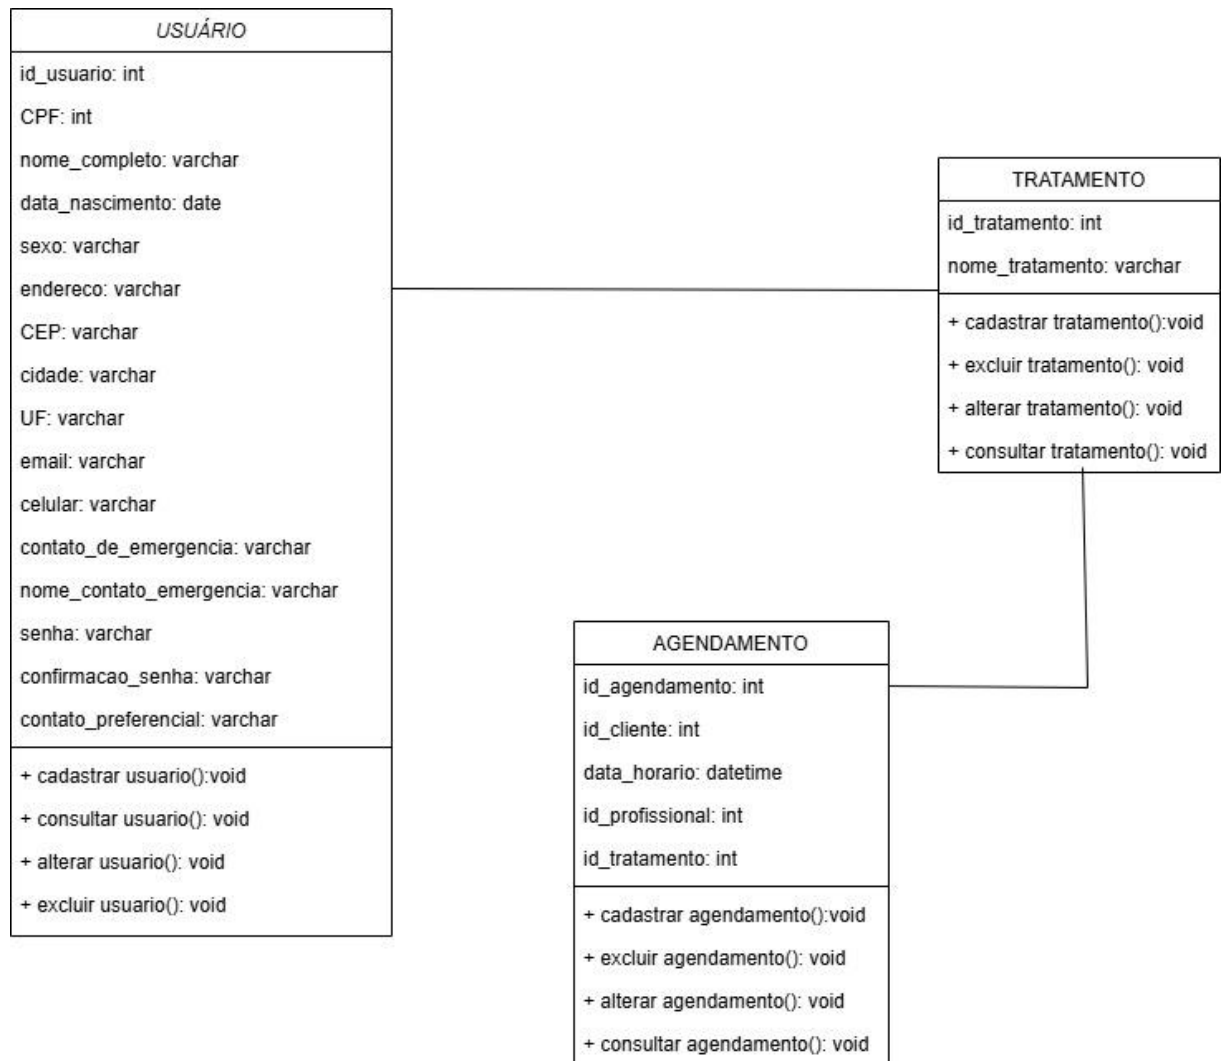 USUÁRIO
id_usuario: int
CPF: int
nome_completo: varchar
data_nascimento: date
sexo: varchar
endereco: varchar
CEP: varchar
cidade: varchar
UF: varchar
email: varchar
celular: varchar
contato_de_emergencia: varchar
nome_contato_emergencia: varchar
senha: varchar
confirmacao_senha: varchar
contato_preferencial: varchar
+ cadastrar usuario():void
+ consultar usuario(): void
+ alterar usuario(): void
+ excluir usuario(): void
TRATAMENTO
id_tratamento: int
nome_tratamento: varchar
+ cadastrar tratamento():void
+ excluir tratamento(): void
+ alterar tratamento(): void
+ consultar tratamento(): void
AGENDAMENTO
id_agendamento: int
id_cliente: int
data_horario: datetime
id_profissional: int
id_tratamento: int
+ cadastrar agendamento():void
+ excluir agendamento(): void
+ alterar agendamento(): void
+ consultar agendamento(): void